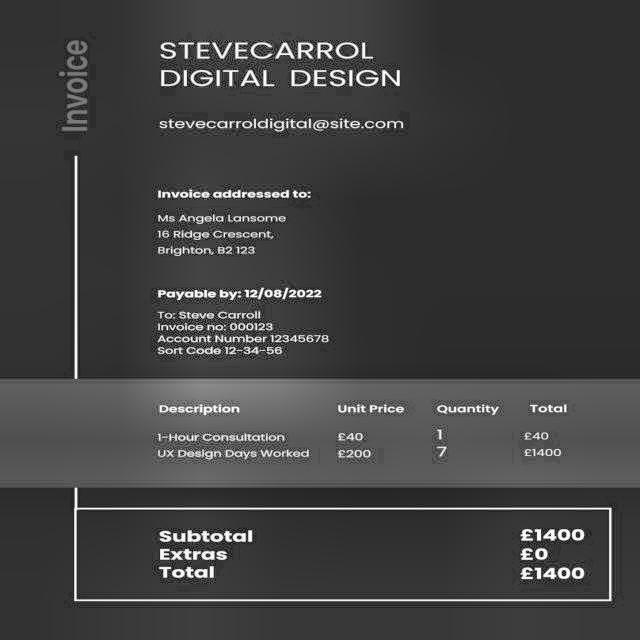 Invoice
STEVECARROL
DIGITAL DESIGN
stevecarroldigital@site.com
Invoice addressed to:
Ms Angela Lansome
16 Ridge Crescent,
Brighton, B2 123
Payable by: 12/08/2022
To: Steve Carroll
Invoice no: 000123
Account Number 12345678
Sort Code 12-34-56
Description Unit Price Quantity Total
1-Hour Consultation £40 1 £40
UX Design Days Worked £200 7 £1400
Subtotal £1400
Extras £0
Total £1400